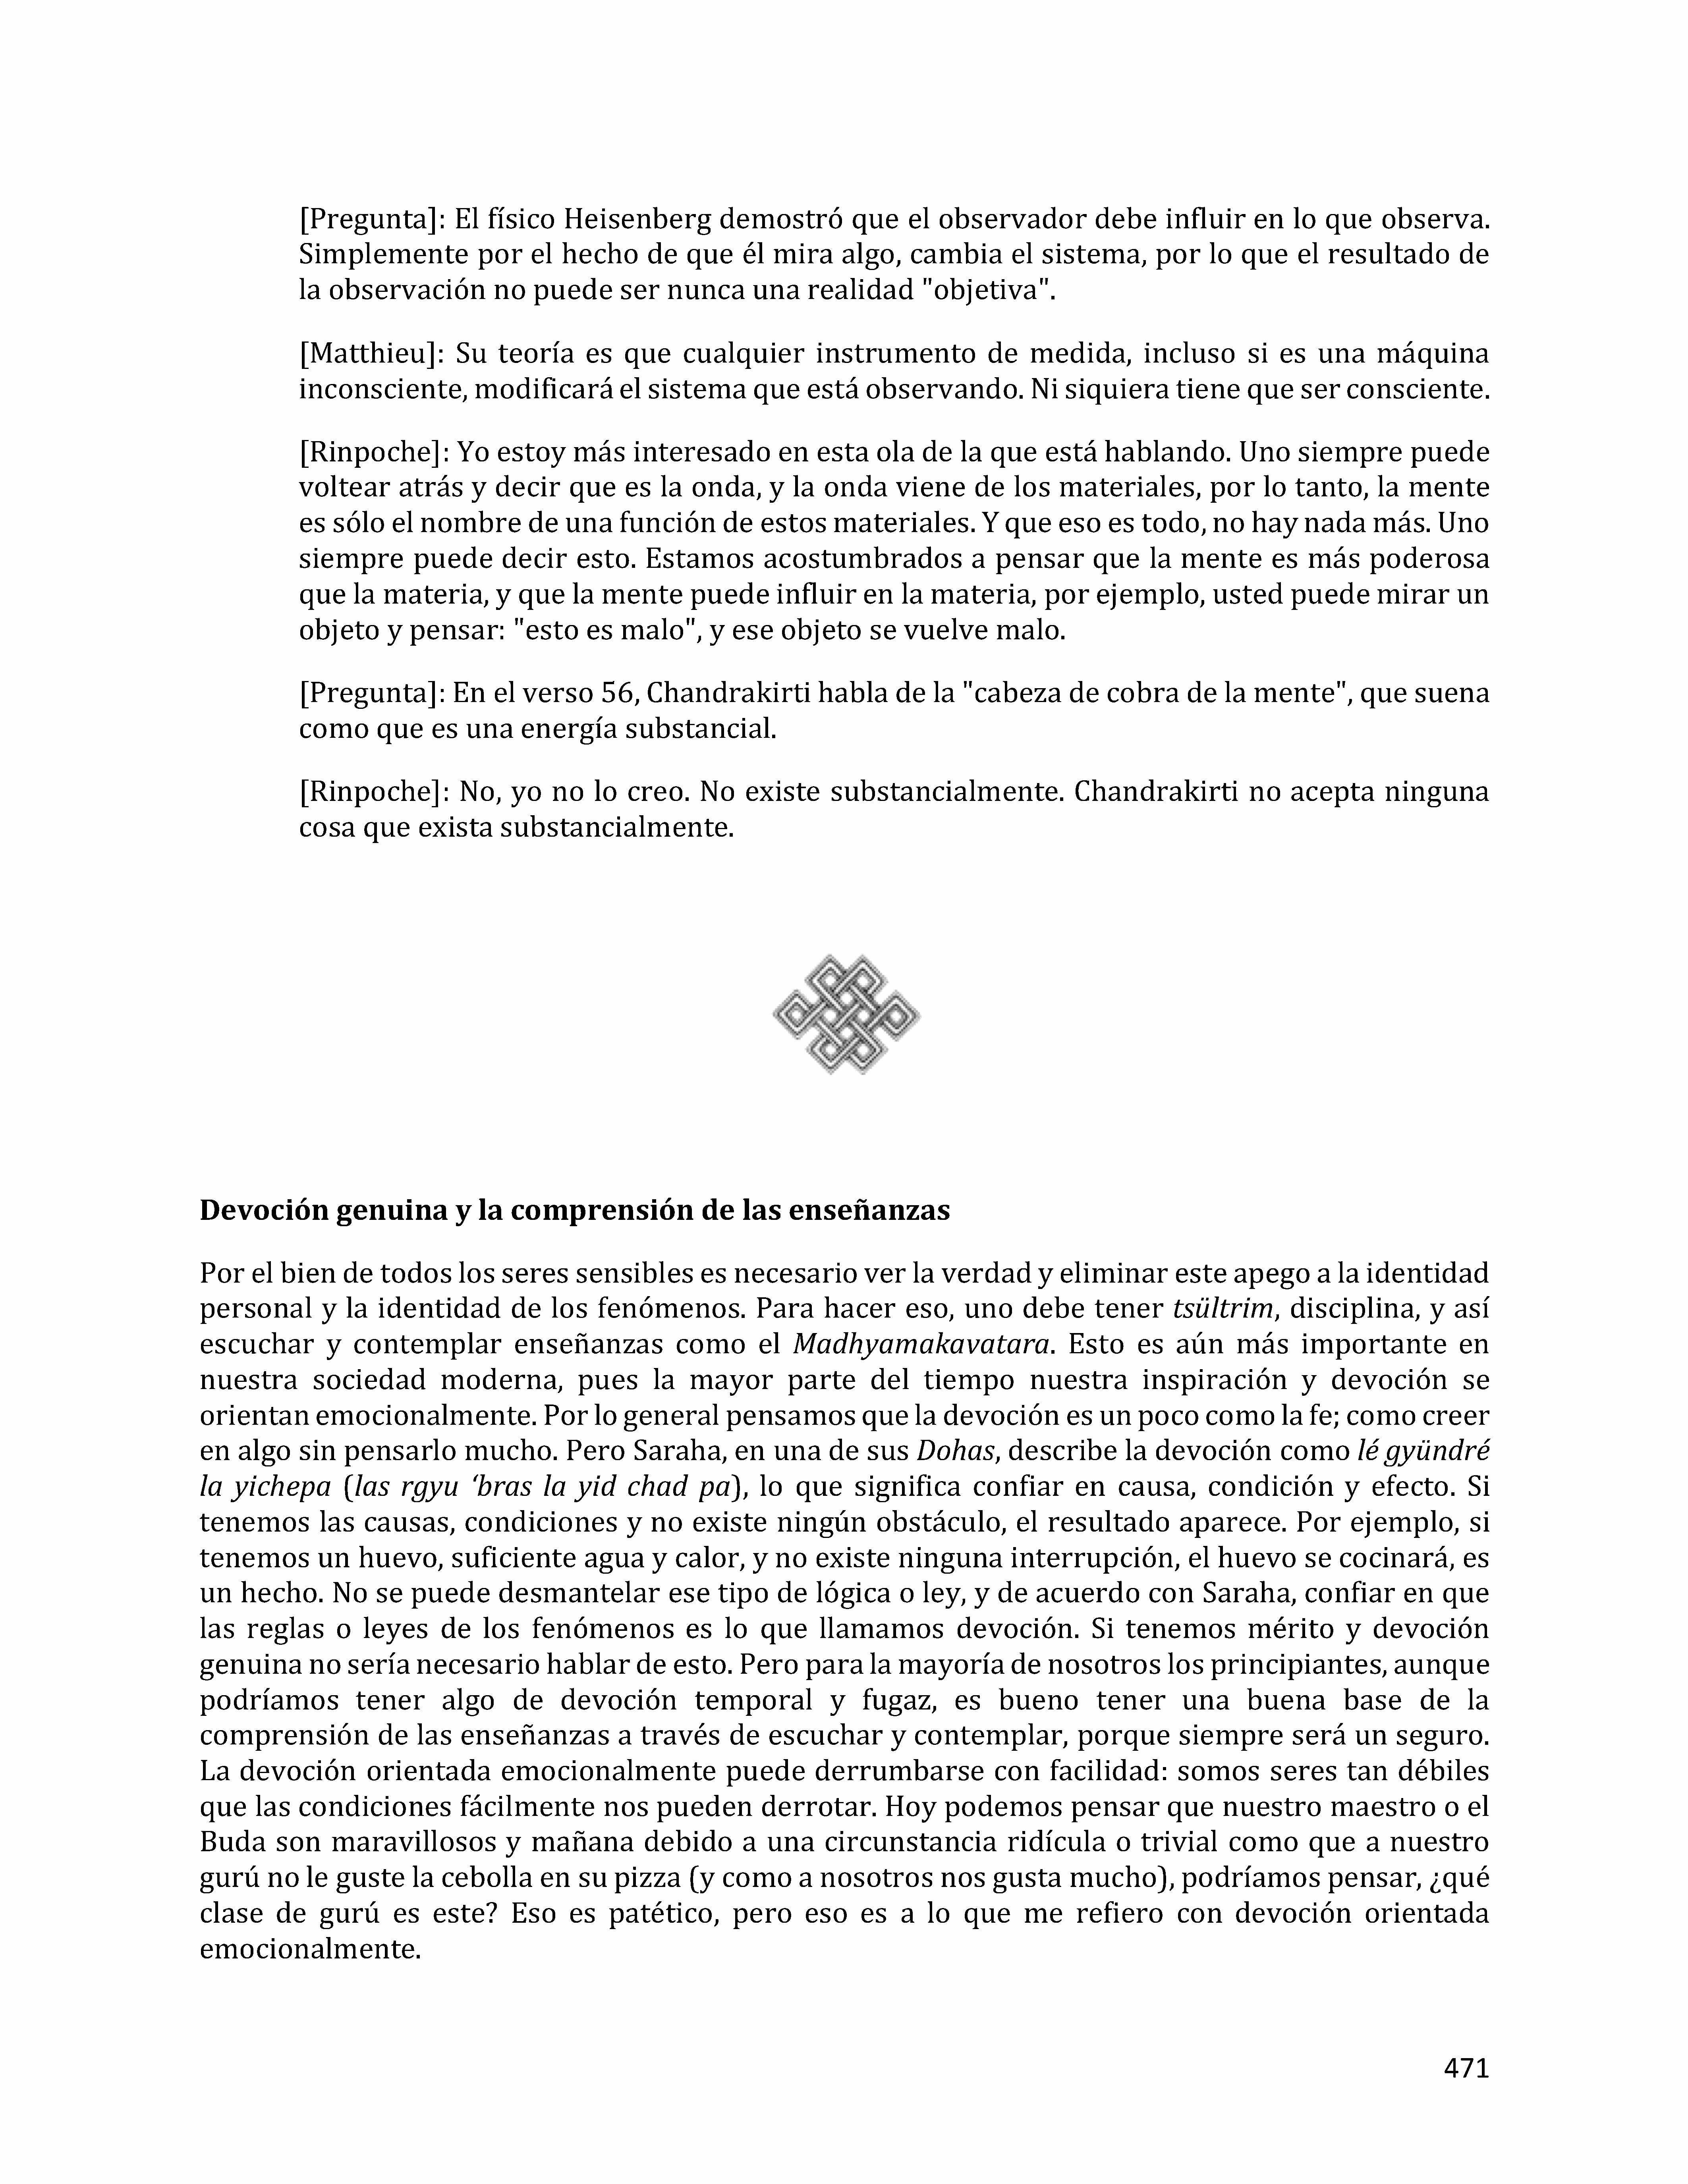 [Pregunta]: El físico Heisenberg demostró que el observador debe influir en lo que observa.
Simplemente por el hecho de que él mira algo, cambia el sistema, por lo que el resultado de
la observación no puede ser nunca una realidad "objetiva".
[Matthieu]: Su teoría es que cualquier instrumento de medida, incluso si es una máquina
inconsciente, modificará el sistema que está observando. Ni siquiera tiene que ser consciente.
[Rinpoche]: Yo estoy más interesado en esta ola de la que está hablando. Uno siempre puede
voltear atrás y decir que es la onda, y la onda viene de los materiales, por lo tanto, la mente
es sólo el nombre de una función de estos materiales. Y que eso es todo, no hay nada más. Uno
siempre puede decir esto. Estamos acostumbrados a pensar que la mente es más poderosa
que la materia, y que la mente puede influir en la materia, por ejemplo, usted puede mirar un
objeto y pensar: "esto es malo", y ese objeto se vuelve malo.
[Pregunta]: En el verso 56, Chandrakirti habla de la "cabeza de cobra de la mente", que suena
como que es una energía substancial.
[Rinpoche]: No, yo no lo creo. No existe substancialmente. Chandrakirti no acepta ninguna
cosa que exista substancialmente.
Devoción genuina y la comprensión de las enseñanzas
Por el bien de todos los seres sensibles es necesario ver la verdad y eliminar este apego a la identidad
personal y la identidad de los fenómenos. Para hacer eso, uno debe tener tsültrim, disciplina, y así
escuchar y contemplar enseñanzas como el Madhyamakavatara. Esto es aún más importante en
nuestra sociedad moderna, pues la mayor parte del tiempo nuestra inspiración y devoción se
orientan emocionalmente. Por lo general pensamos que la devoción es un poco como la fe; como creer
en algo sin pensarlo mucho. Pero Saraha, en una de sus Dohas, describe la devoción como lé gyündré
la yichepa (las rgyu ‘bras la yid chad pa), lo que significa confiar en causa, condición y efecto. Si
tenemos las causas, condiciones y no existe ningún obstáculo, el resultado aparece. Por ejemplo, si
tenemos un huevo, suficiente agua y calor, y no existe ninguna interrupción, el huevo se cocinará, es
un hecho. No se puede desmantelar ese tipo de lógica o ley, y de acuerdo con Saraha, confiar en que
las reglas o leyes de los fenómenos es lo que llamamos devoción. Si tenemos mérito y devoción
genuina no sería necesario hablar de esto. Pero para la mayoría de nosotros los principiantes, aunque
podríamos tener algo de devoción temporal y fugaz, es bueno tener una buena base de la
comprensión de las enseñanzas a través de escuchar y contemplar, porque siempre será un seguro.
La devoción orientada emocionalmente puede derrumbarse con facilidad: somos seres tan débiles
que las condiciones fácilmente nos pueden derrotar. Hoy podemos pensar que nuestro maestro o el
Buda son maravillosos y mañana debido a una circunstancia ridícula o trivial como que a nuestro
gurú no le guste la cebolla en su pizza (y como a nosotros nos gusta mucho), podríamos pensar, ¿qué
clase de gurú es este? Eso es patético, pero eso es a lo que me refiero con devoción orientada
emocionalmente.
471